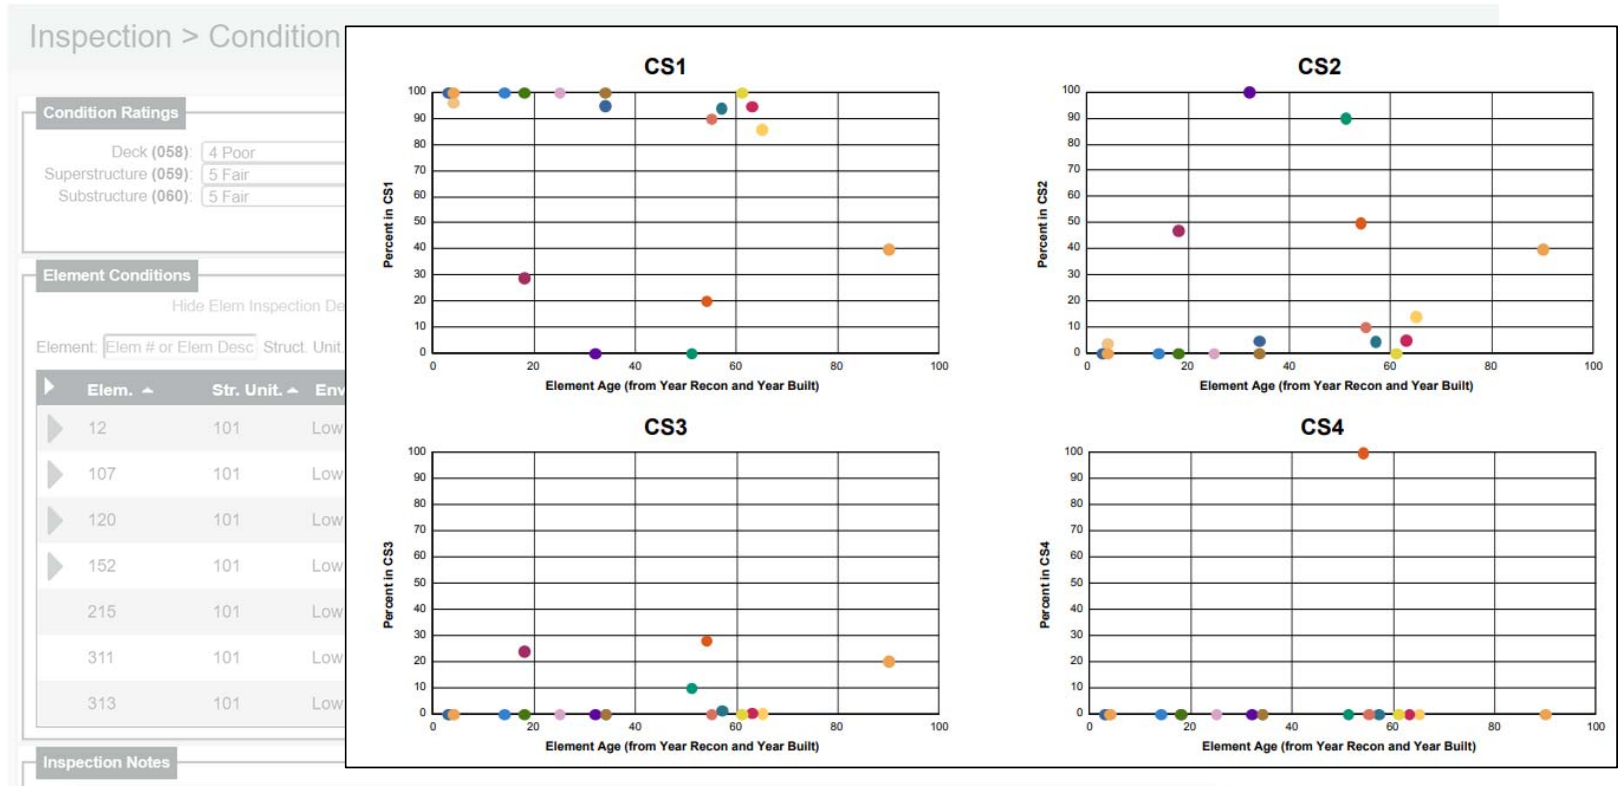 Inspection > Condition
Condition Ratings
Deck (058): 4 Poor
Superstructure (059): 5 Fair
Substructure (060): 5 Fair
Element Conditions
Hide Elem Inspection De
Element: Elem # or Elem Desc Struct. Unit.
Elem. Str. Unit. Env
12 101 Low
107 101 Low
120 101 Low
152 101 Low
215 101 Low
311 101 Low
313 101 Low
Inspection Notes
CS1
Percent in CS1
100
90
80
70
60
50
40
30
20
10
0
0 20 40 60 80 100
Element Age (from Year Recon and Year Built)
CS2
Percent in CS2
100
90
80
70
60
50
40
30
20
10
0
0 20 40 60 80 100
Element Age (from Year Recon and Year Built)
CS3
Percent in CS3
100
90
80
70
60
50
40
30
20
10
0
0 20 40 60 80 100
Element Age (from Year Recon and Year Built)
CS4
Percent in CS4
100
90
80
70
60
50
40
30
20
10
0
0 20 40 60 80 100
Element Age (from Year Recon and Year Built)